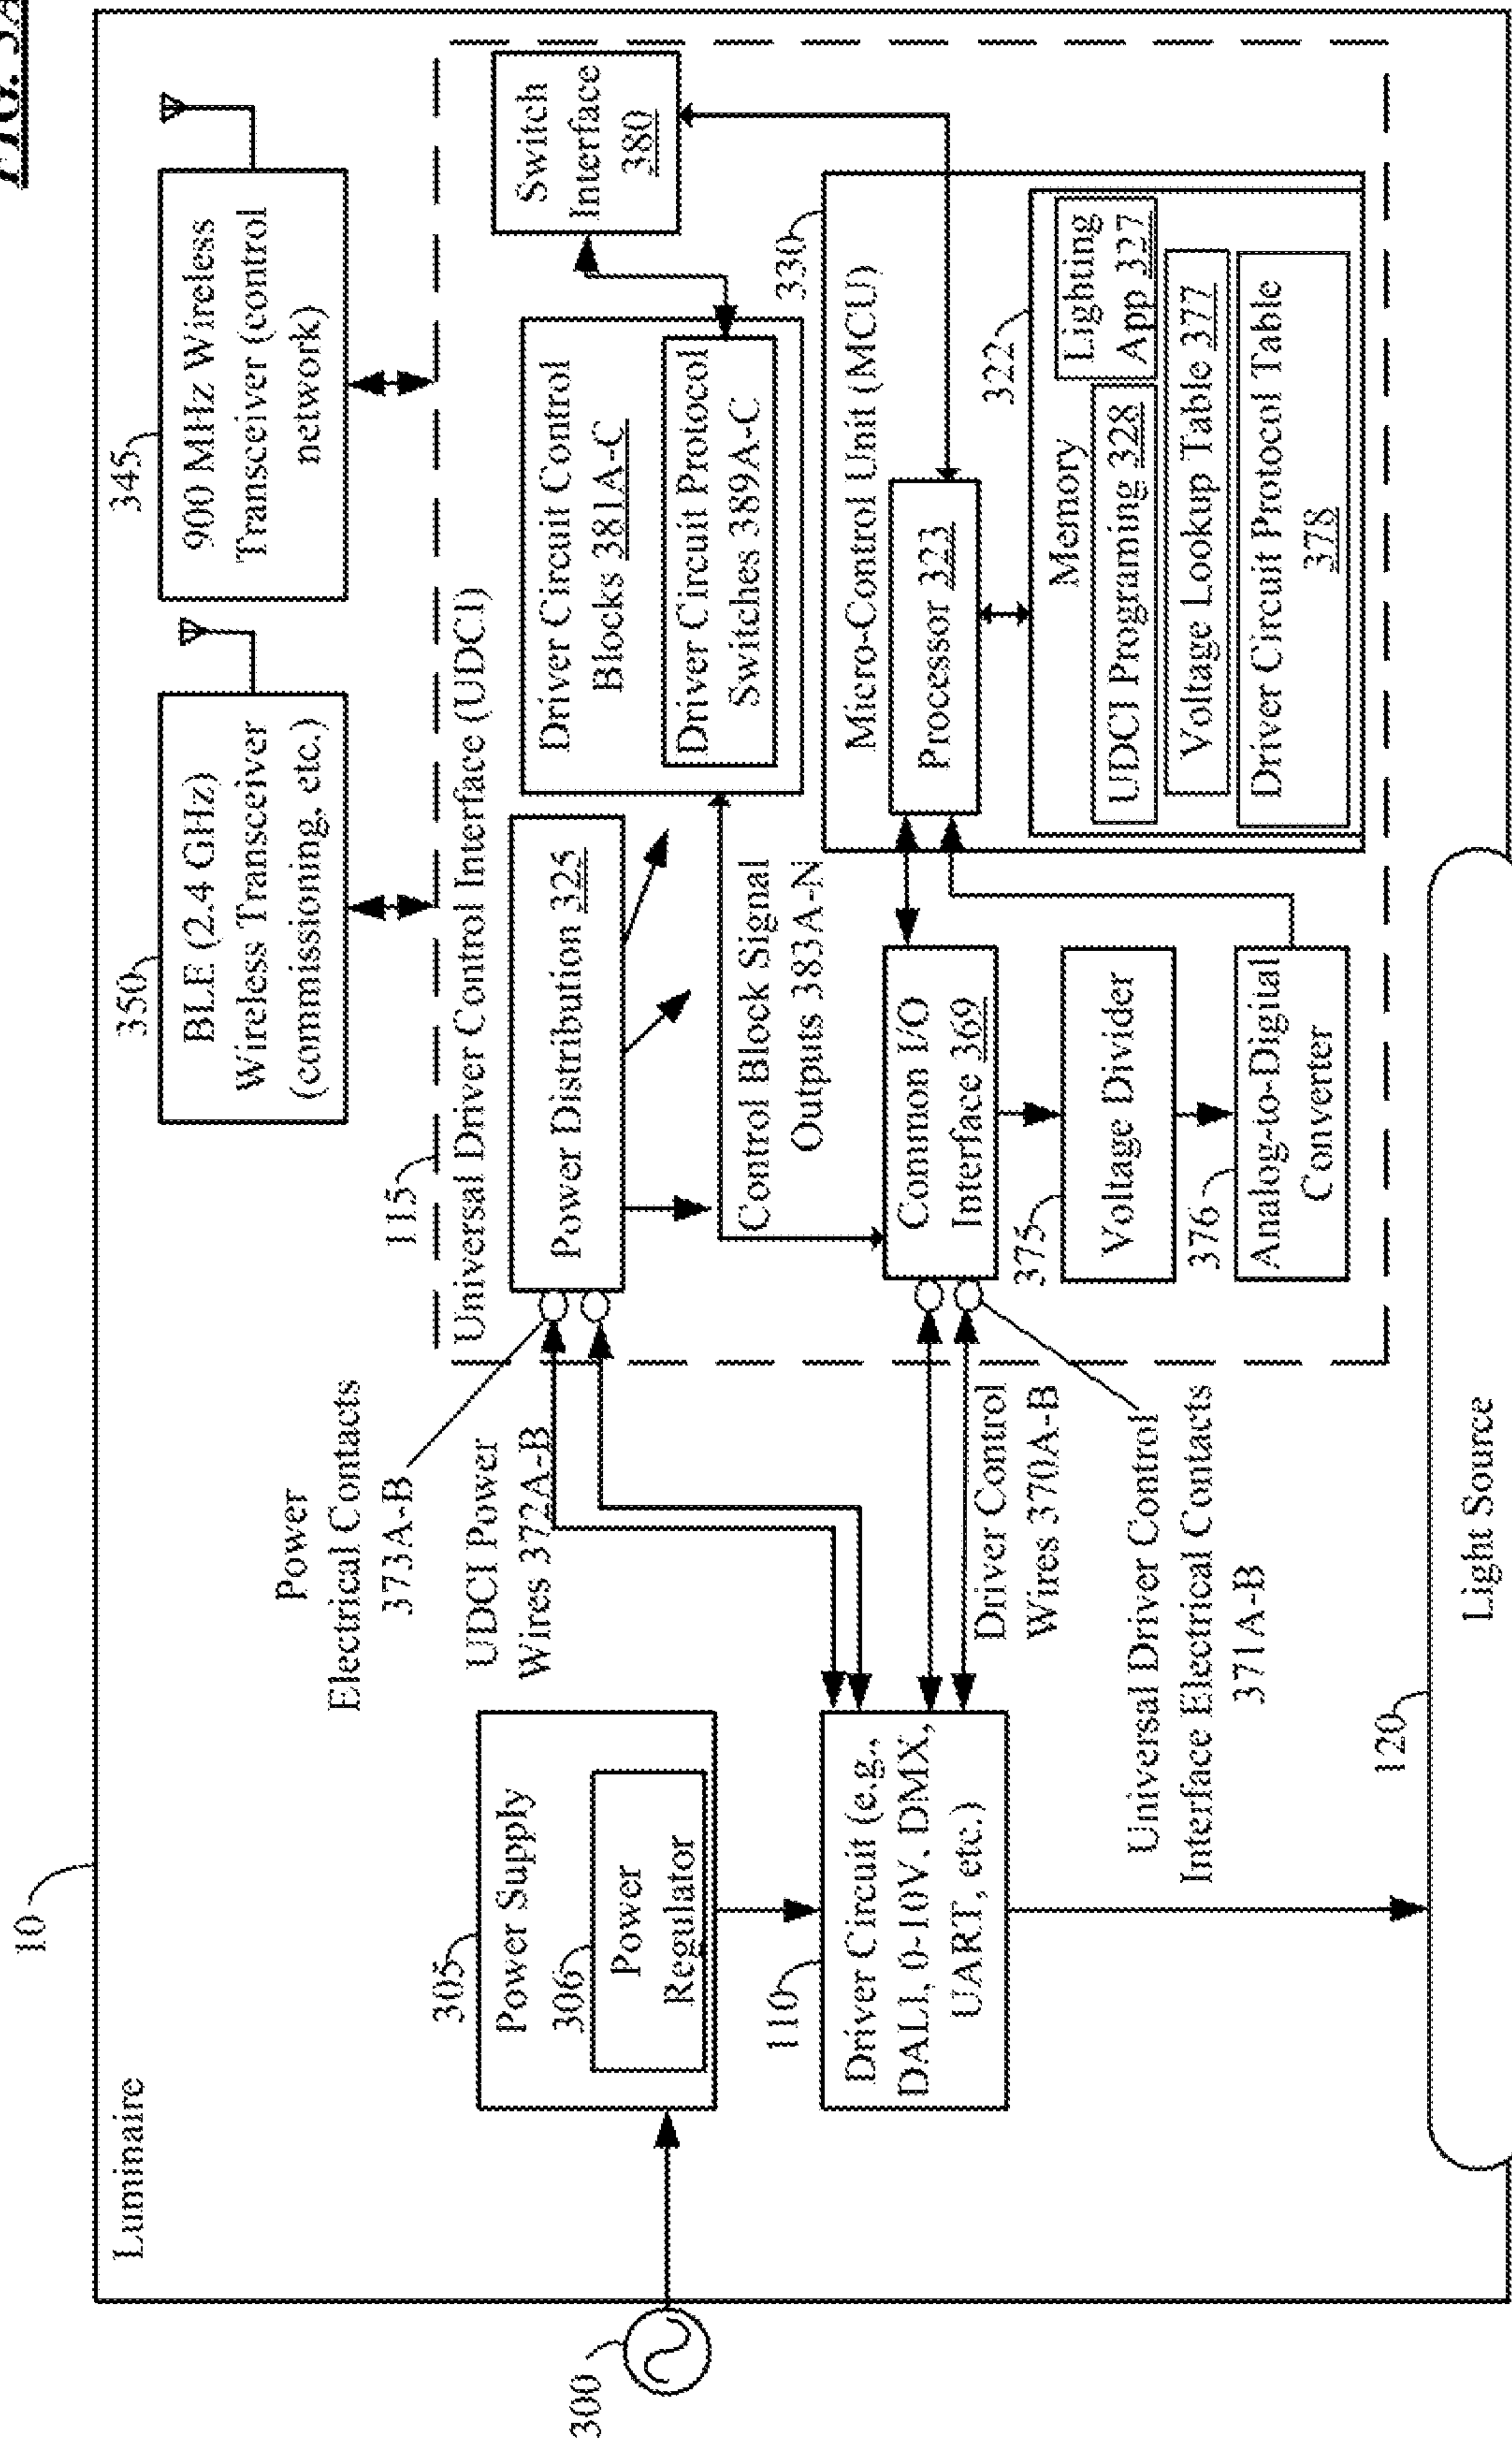 FIG. 3A
10
Luminaire
300
305
Power Supply
306
Power
Regulator
110
Driver Circuit (e.g.,
DALI, 0-10V, DMX,
UART, etc.)
Power
Electrical Contacts
373A-B
UDCI Power
Wires 372A-B
Driver Control
Wires 370A-B
Universal Driver Control
Interface Electrical Contacts
371A-B
120
Light Source
350
BLE (2.4 GHz)
Wireless Transceiver
(commissioning, etc.)
345
900 MHz Wireless
Transceiver (control
network)
115
Universal Driver Control Interface (UDCI)
Power Distribution 325
Driver Circuit Control
Blocks 381A-C
Driver Circuit Protocol
Switches 389A-C
Switch
Interface
380
Control Block Signal
Outputs 383A-N
Common I/O
Interface 369
375
Voltage Divider
376
Analog-to-Digital
Converter
330
Micro-Control Unit (MCU)
Processor 323
322
Memory
UDCI Programing 328
Lighting
App 327
Voltage Lookup Table 377
Driver Circuit Protocol Table
378